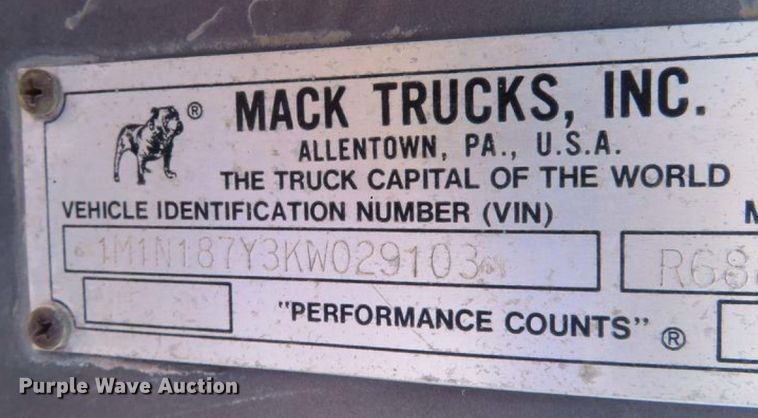 ®
MACK TRUCKS, INC.
ALLENTOWN, PA., U.S.A.
THE TRUCK CAPITAL OF THE WORLD
VEHICLE IDENTIFICATION NUMBER (VIN) M
1M1N187Y3KW029103 R68
"PERFORMANCE COUNTS" ®
Purple Wave Auction